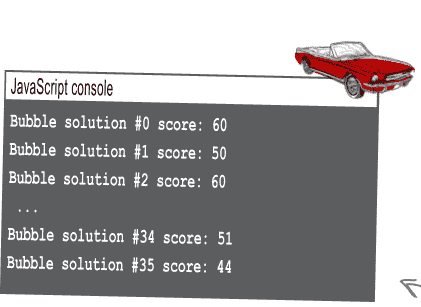 JavaScript console
Bubble solution #0 score: 60
Bubble solution #1 score: 50
Bubble solution #2 score: 60
...
Bubble solution #34 score: 51
Bubble solution #35 score: 44